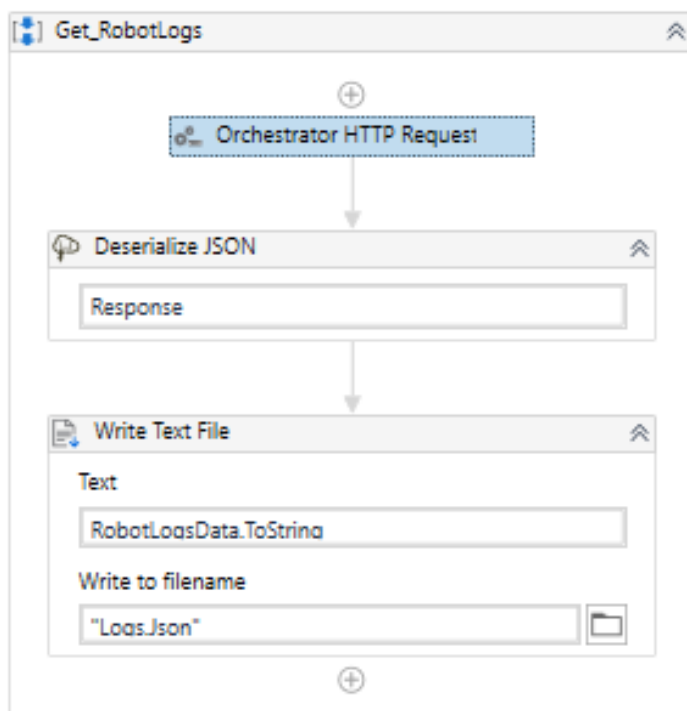 Get_RobotLogs
Orchestrator HTTP Request
Deserialize JSON
Response
Write Text File
Text
RobotLogsData.ToString
Write to filename
"Logs.Json"